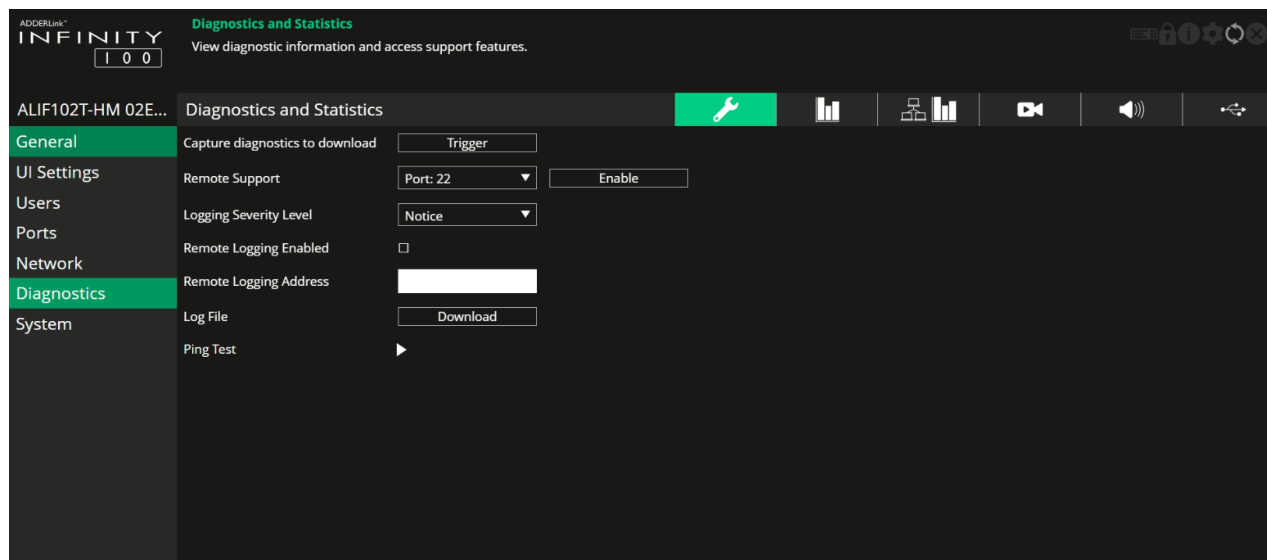 ADDERLink™
INFINITY
100
Diagnostics and Statistics
View diagnostic information and access support features.
ALIF102T-HM 02E...
Diagnostics and Statistics
General
UI Settings
Users
Ports
Network
Diagnostics
System
Capture diagnostics to download Trigger
Remote Support Port: 22 Enable
Logging Severity Level Notice
Remote Logging Enabled
Remote Logging Address
Log File Download
Ping Test